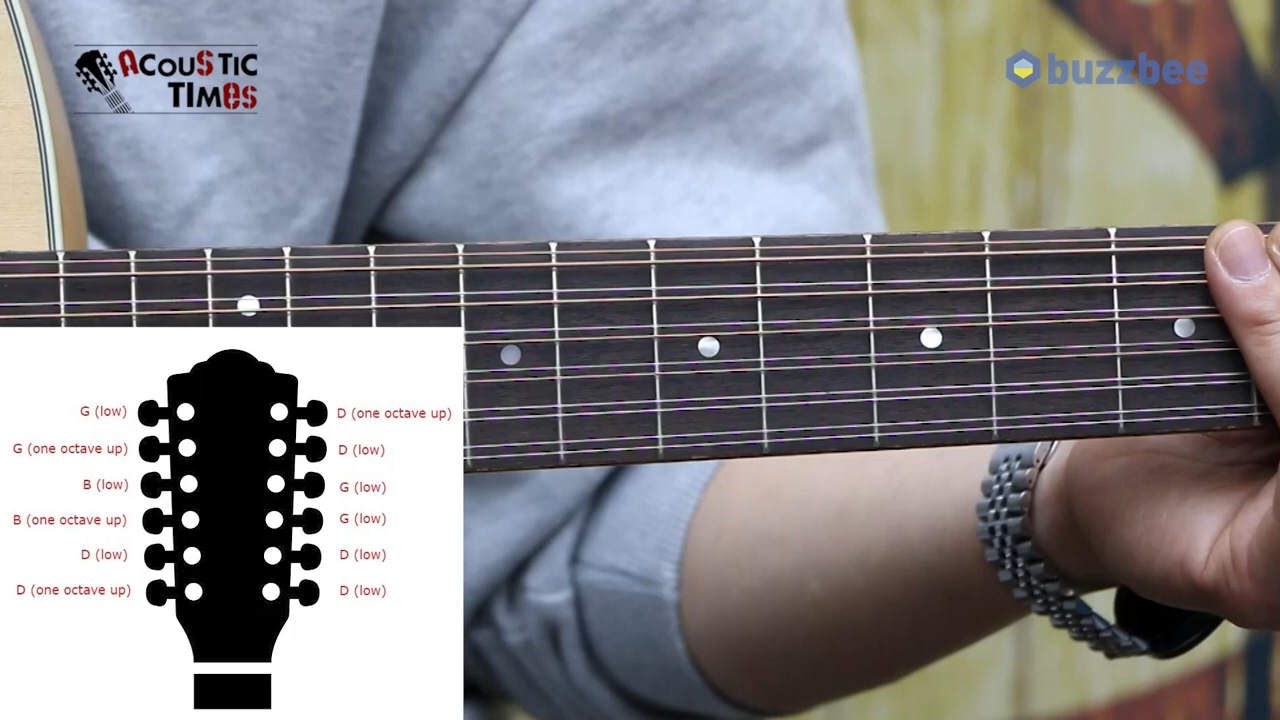 ACOUSTIC
TIMES
buzzbee
G (low)
D (one octave up)
G (one octave up)
D (low)
B (low)
G (low)
B (one octave up)
G (low)
D (low)
D (low)
D (one octave up)
D (low)